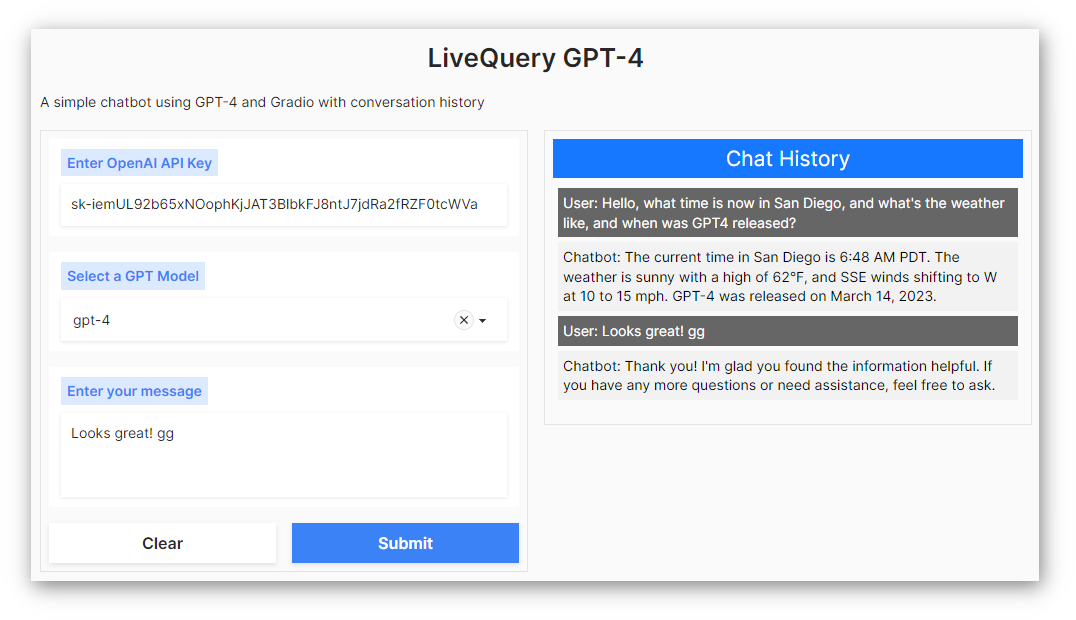 LiveQuery GPT-4
A simple chatbot using GPT-4 and Gradio with conversation history
Enter OpenAI API Key
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
Select a GPT Model
gpt-4
Enter your message
Looks great! gg
Clear
Submit
Chat History
User: Hello, what time is now in San Diego, and what's the weather
like, and when was GPT4 released?
Chatbot: The current time in San Diego is 6:48 AM PDT. The
weather is sunny with a high of 62°F, and SSE winds shifting to W
at 10 to 15 mph. GPT-4 was released on March 14, 2023.
User: Looks great! gg
Chatbot: Thank you! I'm glad you found the information helpful. If
you have any more questions or need assistance, feel free to ask.